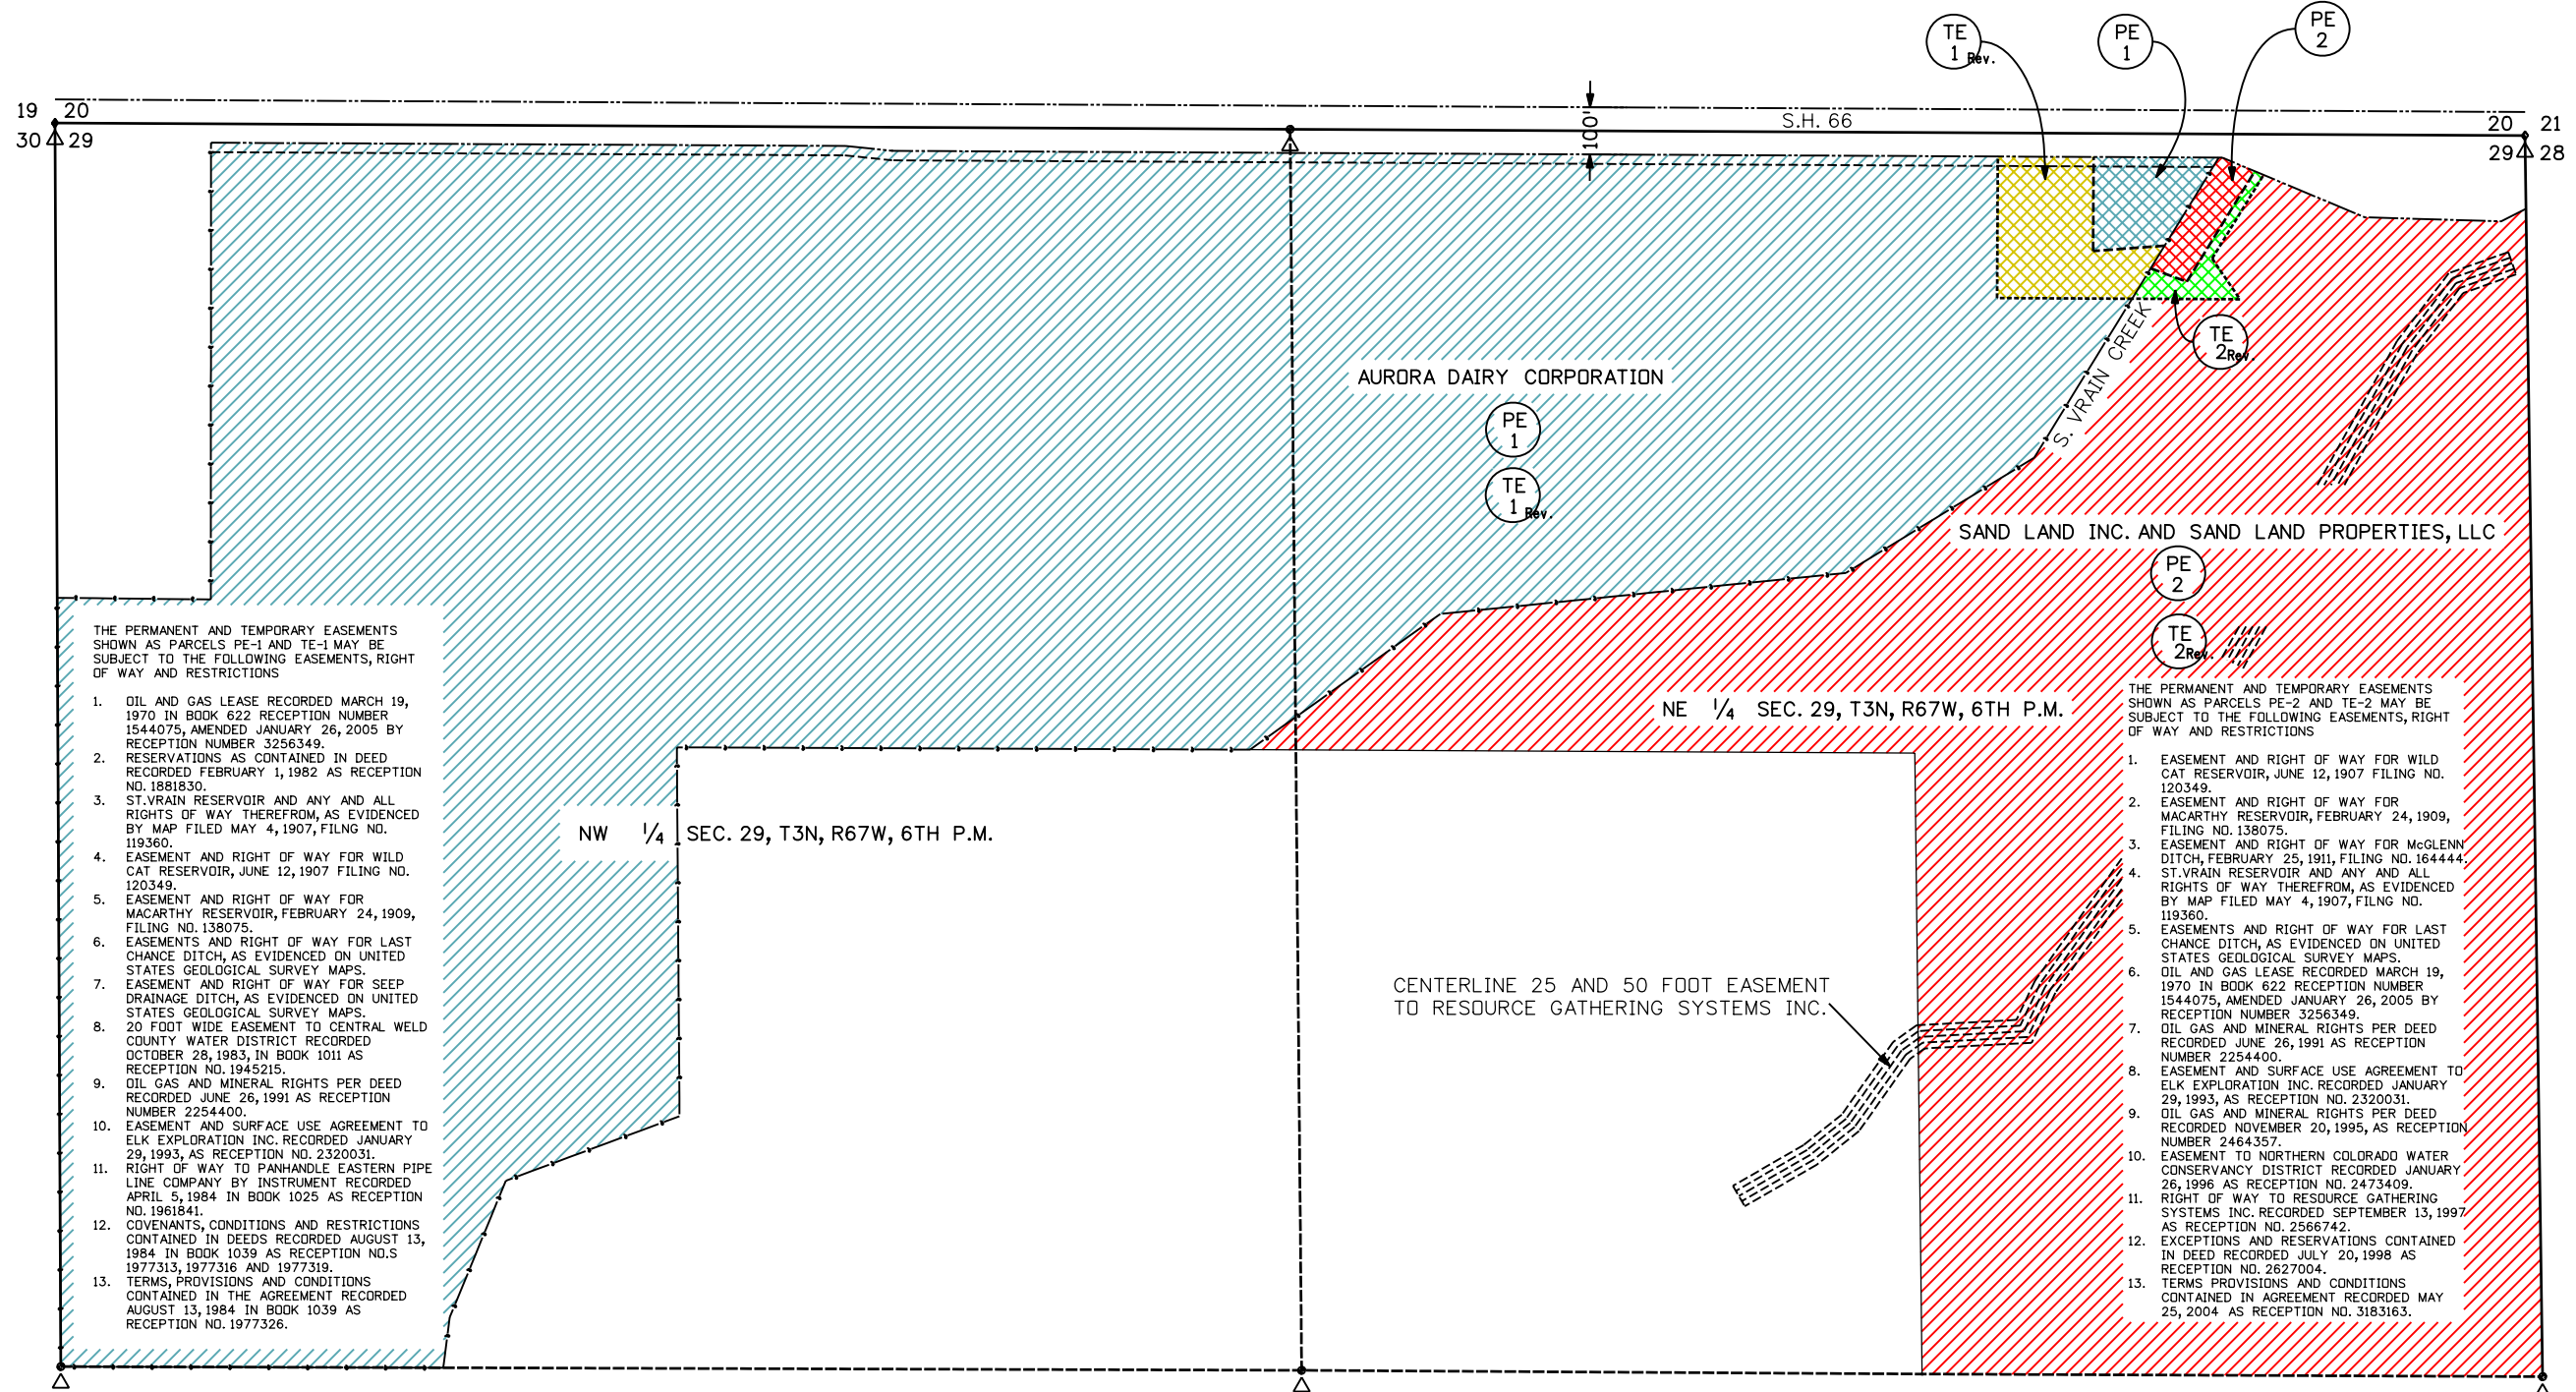 TE
1 Rev.
PE
1
PE
2
19 20
30 29
100'
S.H. 66
20 21
29 28
S. VRAIN CREEK
TE
2 Rev.
AURORA DAIRY CORPORATION
PE
1
TE
1 Rev.
SAND LAND INC. AND SAND LAND PROPERTIES, LLC
PE
2
TE
2 Rev.
NE 1/4 SEC. 29, T3N, R67W, 6TH P.M.
NW 1/4 SEC. 29, T3N, R67W, 6TH P.M.
CENTERLINE 25 AND 50 FOOT EASEMENT
TO RESOURCE GATHERING SYSTEMS INC.
THE PERMANENT AND TEMPORARY EASEMENTS
SHOWN AS PARCELS PE-1 AND TE-1 MAY BE
SUBJECT TO THE FOLLOWING EASEMENTS, RIGHT
OF WAY AND RESTRICTIONS
1. OIL AND GAS LEASE RECORDED MARCH 19,
1970 IN BOOK 622 RECEPTION NUMBER
1544075, AMENDED JANUARY 26, 2005 BY
RECEPTION NUMBER 3256349.
2. RESERVATIONS AS CONTAINED IN DEED
RECORDED FEBRUARY 1, 1982 AS RECEPTION
NO. 1881830.
3. ST.VRAIN RESERVOIR AND ANY AND ALL
RIGHTS OF WAY THEREFROM, AS EVIDENCED
BY MAP FILED MAY 4, 1907, FILNG NO.
119360.
4. EASEMENT AND RIGHT OF WAY FOR WILD
CAT RESERVOIR, JUNE 12, 1907 FILING NO.
120349.
5. EASEMENT AND RIGHT OF WAY FOR
MACARTHY RESERVOIR, FEBRUARY 24, 1909,
FILING NO. 138075.
6. EASEMENTS AND RIGHT OF WAY FOR LAST
CHANCE DITCH, AS EVIDENCED ON UNITED
STATES GEOLOGICAL SURVEY MAPS.
7. EASEMENT AND RIGHT OF WAY FOR SEEP
DRAINAGE DITCH, AS EVIDENCED ON UNITED
STATES GEOLOGICAL SURVEY MAPS.
8. 20 FOOT WIDE EASEMENT TO CENTRAL WELD
COUNTY WATER DISTRICT RECORDED
OCTOBER 28, 1983, IN BOOK 1011 AS
RECEPTION NO. 1945215.
9. OIL GAS AND MINERAL RIGHTS PER DEED
RECORDED JUNE 26, 1991 AS RECEPTION
NUMBER 2254400.
10. EASEMENT AND SURFACE USE AGREEMENT TO
ELK EXPLORATION INC. RECORDED JANUARY
29, 1993, AS RECEPTION NO. 2320031.
11. RIGHT OF WAY TO PANHANDLE EASTERN PIPE
LINE COMPANY BY INSTRUMENT RECORDED
APRIL 5, 1984 IN BOOK 1025 AS RECEPTION
NO. 1961841.
12. COVENANTS, CONDITIONS AND RESTRICTIONS
CONTAINED IN DEEDS RECORDED AUGUST 13,
1984 IN BOOK 1039 AS RECEPTION NO.S
1977313, 1977316 AND 1977319.
13. TERMS, PROVISIONS AND CONDITIONS
CONTAINED IN THE AGREEMENT RECORDED
AUGUST 13, 1984 IN BOOK 1039 AS
RECEPTION NO. 1977326.
THE PERMANENT AND TEMPORARY EASEMENTS
SHOWN AS PARCELS PE-2 AND TE-2 MAY BE
SUBJECT TO THE FOLLOWING EASEMENTS, RIGHT
OF WAY AND RESTRICTIONS
1. EASEMENT AND RIGHT OF WAY FOR WILD
CAT RESERVOIR, JUNE 12, 1907 FILING NO.
120349.
2. EASEMENT AND RIGHT OF WAY FOR
MACARTHY RESERVOIR, FEBRUARY 24, 1909,
FILING NO. 138075.
3. EASEMENT AND RIGHT OF WAY FOR McGLENN
DITCH, FEBRUARY 25, 1911, FILING NO. 164444.
4. ST.VRAIN RESERVOIR AND ANY AND ALL
RIGHTS OF WAY THEREFROM, AS EVIDENCED
BY MAP FILED MAY 4, 1907, FILNG NO.
119360.
5. EASEMENTS AND RIGHT OF WAY FOR LAST
CHANCE DITCH, AS EVIDENCED ON UNITED
STATES GEOLOGICAL SURVEY MAPS.
6. OIL AND GAS LEASE RECORDED MARCH 19,
1970 IN BOOK 622 RECEPTION NUMBER
1544075, AMENDED JANUARY 26, 2005 BY
RECEPTION NUMBER 3256349.
7. OIL GAS AND MINERAL RIGHTS PER DEED
RECORDED JUNE 26, 1991 AS RECEPTION
NUMBER 2254400.
8. EASEMENT AND SURFACE USE AGREEMENT TO
ELK EXPLORATION INC. RECORDED JANUARY
29, 1993, AS RECEPTION NO. 2320031.
9. OIL GAS AND MINERAL RIGHTS PER DEED
RECORDED NOVEMBER 20, 1995, AS RECEPTION
NUMBER 2464357.
10. EASEMENT TO NORTHERN COLORADO WATER
CONSERVANCY DISTRICT RECORDED JANUARY
26, 1996 AS RECEPTION NO. 2473409.
11. RIGHT OF WAY TO RESOURCE GATHERING
SYSTEMS INC. RECORDED SEPTEMBER 13, 1997
AS RECEPTION NO. 2566742.
12. EXCEPTIONS AND RESERVATIONS CONTAINED
IN DEED RECORDED JULY 20, 1998 AS
RECEPTION NO. 2627004.
13. TERMS PROVISIONS AND CONDITIONS
CONTAINED IN AGREEMENT RECORDED MAY
25, 2004 AS RECEPTION NO. 3183163.